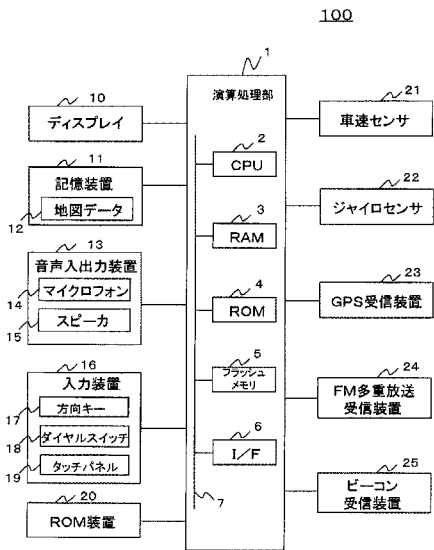 100
1
演算処理部
2
CPU
3
RAM
4
ROM
5
フラッシュ
メモリ
6
I/F
7
10
ディスプレイ
11
記憶装置
12
地図データ
13
音声入出力装置
14
マイクロフォン
15
スピーカ
16
入力装置
17
方向キー
18
ダイヤルスイッチ
19
タッチパネル
20
ROM装置
21
車速センサ
22
ジャイロセンサ
23
GPS受信装置
24
FM多重放送
受信装置
25
ビーコン
受信装置